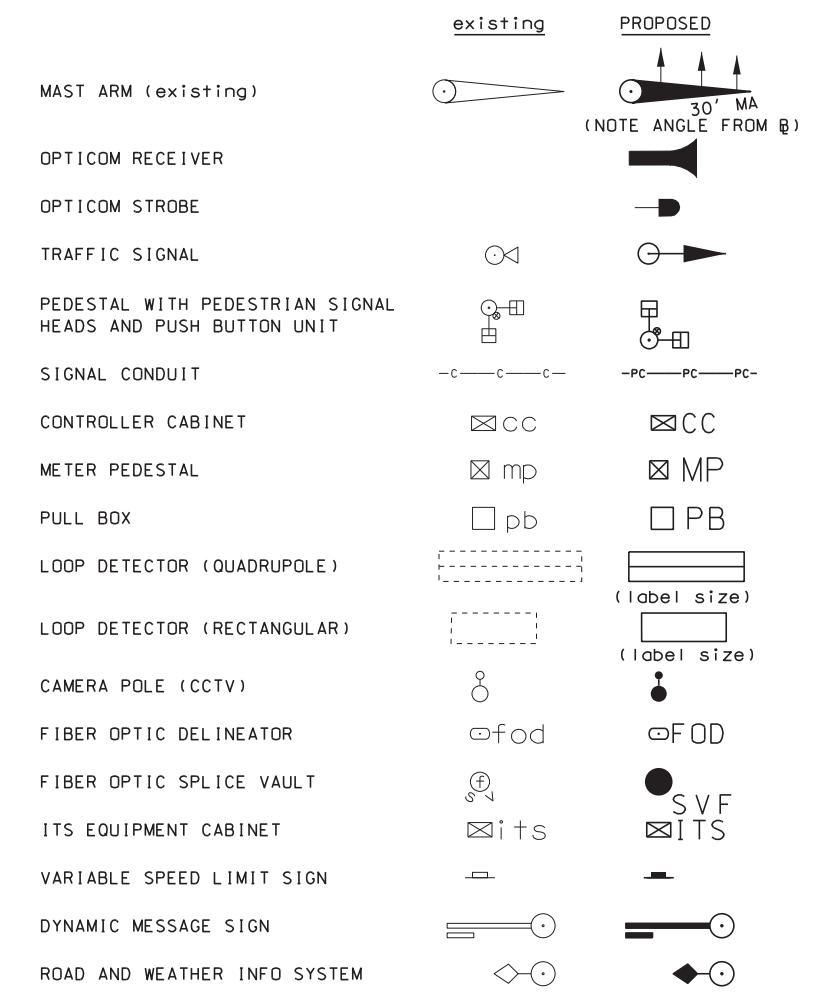 existing PROPOSED
MAST ARM (existing)
30' MA
(NOTE ANGLE FROM BL)
OPTICOM RECEIVER
OPTICOM STROBE
TRAFFIC SIGNAL
PEDESTAL WITH PEDESTRIAN SIGNAL
HEADS AND PUSH BUTTON UNIT
SIGNAL CONDUIT C C C PC PC PC
CONTROLLER CABINET cc CC
METER PEDESTAL mp MP
PULL BOX pb PB
LOOP DETECTOR (QUADRUPOLE)
(label size)
LOOP DETECTOR (RECTANGULAR)
(label size)
CAMERA POLE (CCTV)
FIBER OPTIC DELINEATOR fod FOD
FIBER OPTIC SPLICE VAULT f
S V SVF
ITS EQUIPMENT CABINET its ITS
VARIABLE SPEED LIMIT SIGN
DYNAMIC MESSAGE SIGN
ROAD AND WEATHER INFO SYSTEM